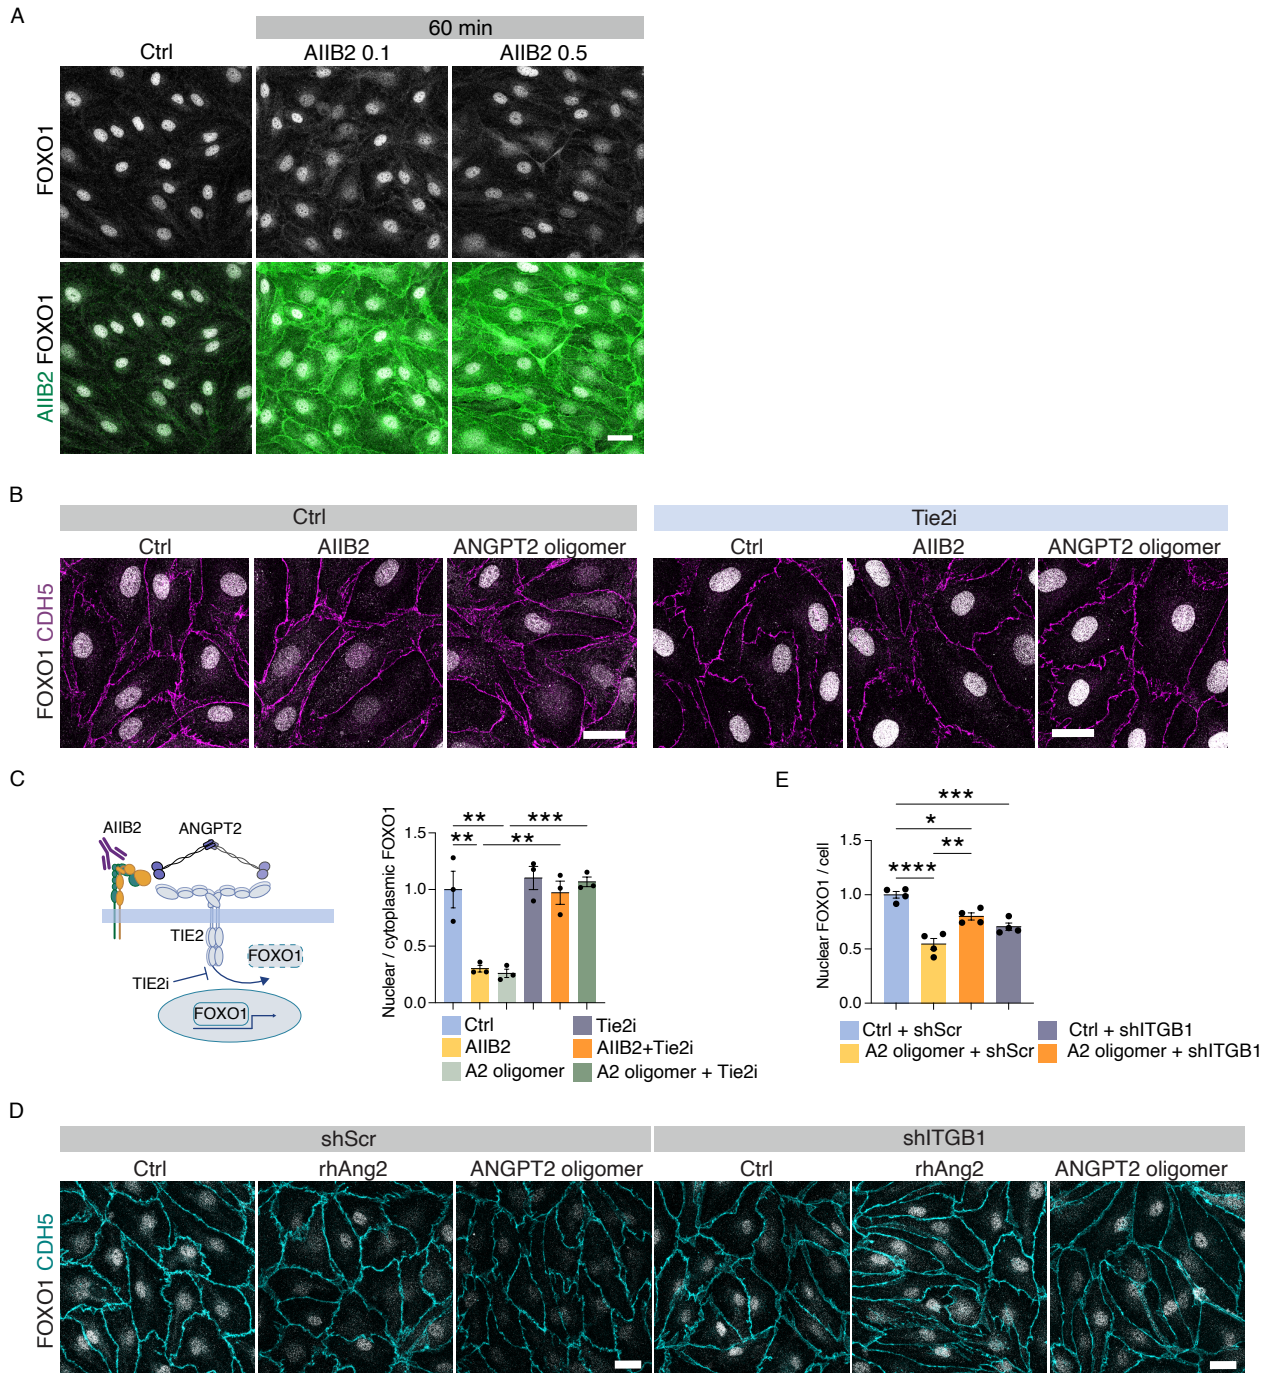 A
60 min
Ctrl
AIIB2 0.1
AIIB2 0.5
FOXO1
AIIB2 FOXO1
B
Ctrl
Tie2i
Ctrl
AIIB2
ANGPT2 oligomer
Ctrl
AIIB2
ANGPT2 oligomer
FOXO1 CDH5
C
AIIB2
ANGPT2
TIE2
FOXO1
TIE2i
FOXO1
Nuclear / cytoplasmic FOXO1
1.5
1.0
0.5
0.0
** ***
** **
Ctrl
Tie2i
AIIB2
AIIB2+Tie2i
A2 oligomer
A2 oligomer + Tie2i
E
Nuclear FOXO1 / cell
1.5
1.0
0.5
0.0
***
*
**
****
Ctrl + shScr
Ctrl + shITGB1
A2 oligomer + shScr
A2 oligomer + shITGB1
D
shScr
shITGB1
Ctrl
rhAng2
ANGPT2 oligomer
Ctrl
rhAng2
ANGPT2 oligomer
FOXO1 CDH5